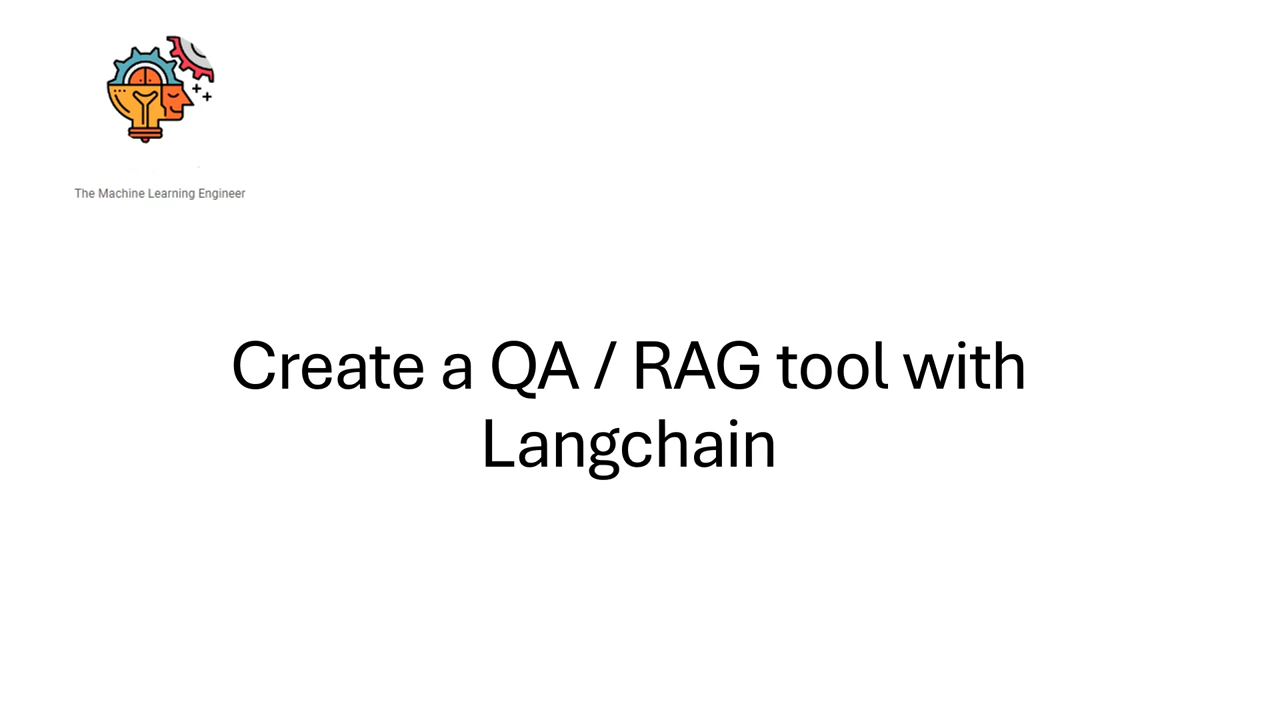 The Machine Learning Engineer
Create a QA / RAG tool with
Langchain